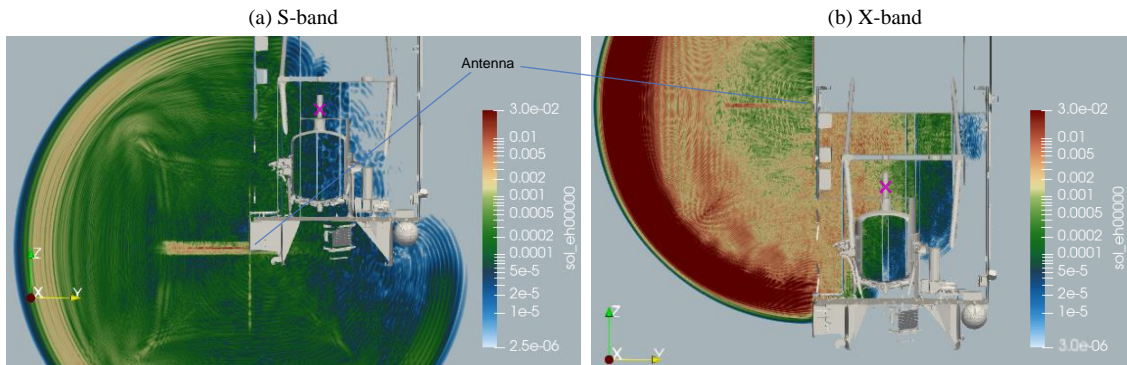 (a) S-band
(b) X-band
Antenna
3.0e-02
0.01
0.005
0.002
0.001
0.0005
0.0002
0.0001
5e-5
2e-5
1e-5
2.5e-06
sol_eh00000
Z
X
Y
3.0e-02
0.01
0.005
0.002
0.001
0.0005
0.0002
0.0001
5e-5
2e-5
1e-5
3.0e-06
sol_eh00000
Z
X
Y